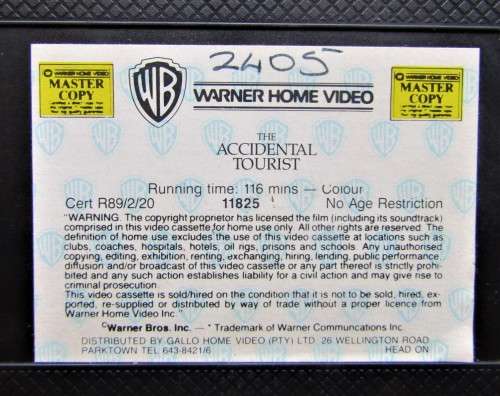 2405
WARNER HOME VIDEO
MASTER
COPY
WB
WARNER HOME VIDEO
WARNER HOME VIDEO
MASTER
COPY
THE
ACCIDENTAL
TOURIST
Running time: 116 mins — Colour
Cert R89/2/20 11825 No Age Restriction
"WARNING. The copyright proprietor has licensed the film (including its soundtrack)
comprised in this video cassette for home use only. All other rights are reserved. The
definition of home use excludes the use of this video cassette at locations such as
clubs, coaches, hospitals, hotels, oil rigs, prisons and schools. Any unauthorised
copying, editing, exhibition, renting, exchanging, hiring, lending, public performance,
diffusion and/or broadcast of this video cassette or any part thereof is strictly prohi-
bited and any such action establishes liability for a civil action and may give rise to
criminal prosecution.
This video cassette is sold/hired on the condition that it is not to be sold, hired, ex-
ported, re-supplied or distributed by way of trade without a proper licence from
Warner Home Video Inc."
©Warner Bros. Inc. — * Trademark of Warner Communcations Inc.
DISTRIBUTED BY GALLO HOME VIDEO (PTY) LTD. 26 WELLINGTON ROAD
PARKTOWN TEL 643-8421/6 HEAD ON